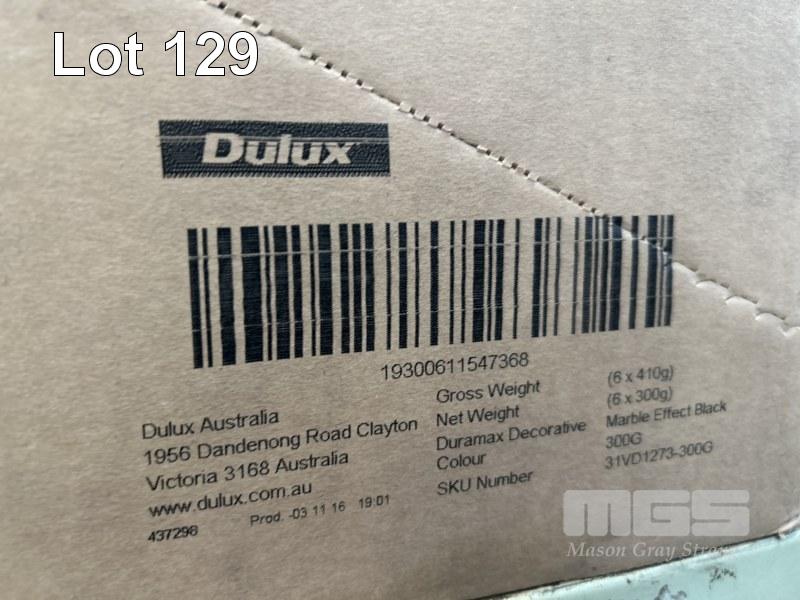 Lot 129
Dulux
19300611547368
Dulux Australia
1956 Dandenong Road Clayton
Victoria 3168 Australia
www.dulux.com.au
437298 Prod. -03 11 16 19:01
Gross Weight (6 x 410g)
Net Weight (6 x 300g)
Duramax Decorative Marble Effect Black
Colour 300G
SKU Number 31VD1273-300G
MGS
Mason Gray